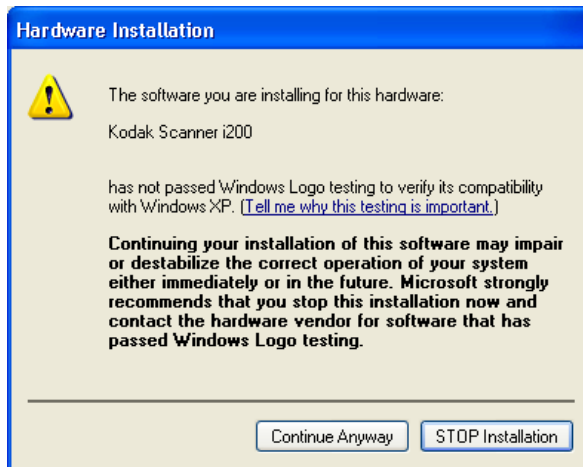 Hardware Installation
The software you are installing for this hardware:
Kodak Scanner i200
has not passed Windows Logo testing to verify its compatibility
with Windows XP. (Tell me why this testing is important.)
Continuing your installation of this software may impair
or destabilize the correct operation of your system
either immediately or in the future. Microsoft strongly
recommends that you stop this installation now and
contact the hardware vendor for software that has
passed Windows Logo testing.
Continue Anyway STOP Installation